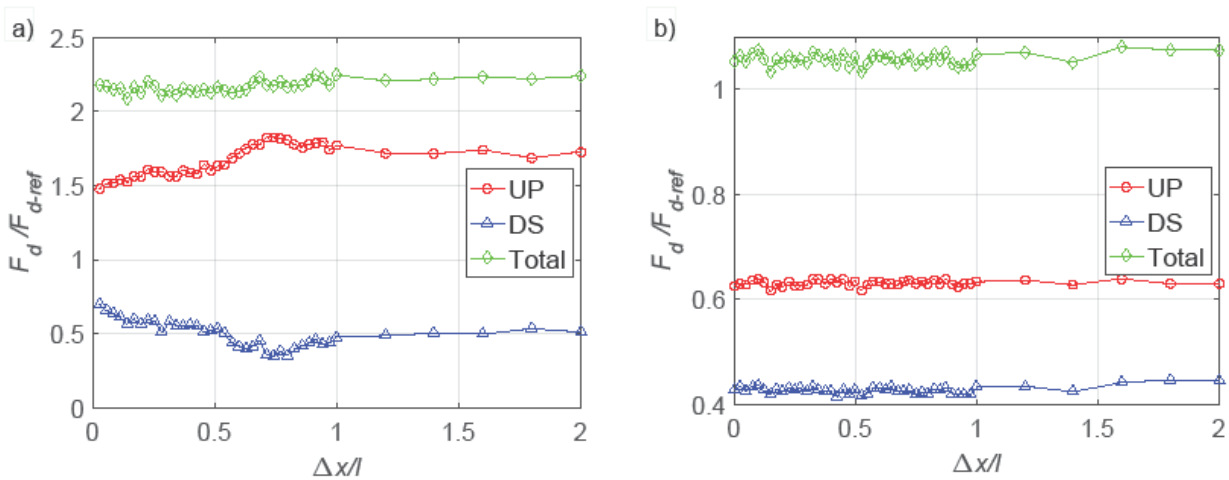 a)
2.5
2
1.5
1
0.5
0
F_d/F_{d-ref}
UP
DS
Total
0 0.5 1 1.5 2
Δx/l
b)
1
0.8
0.6
0.4
F_d/F_{d-ref}
UP
DS
Total
0 0.5 1 1.5 2
Δx/l